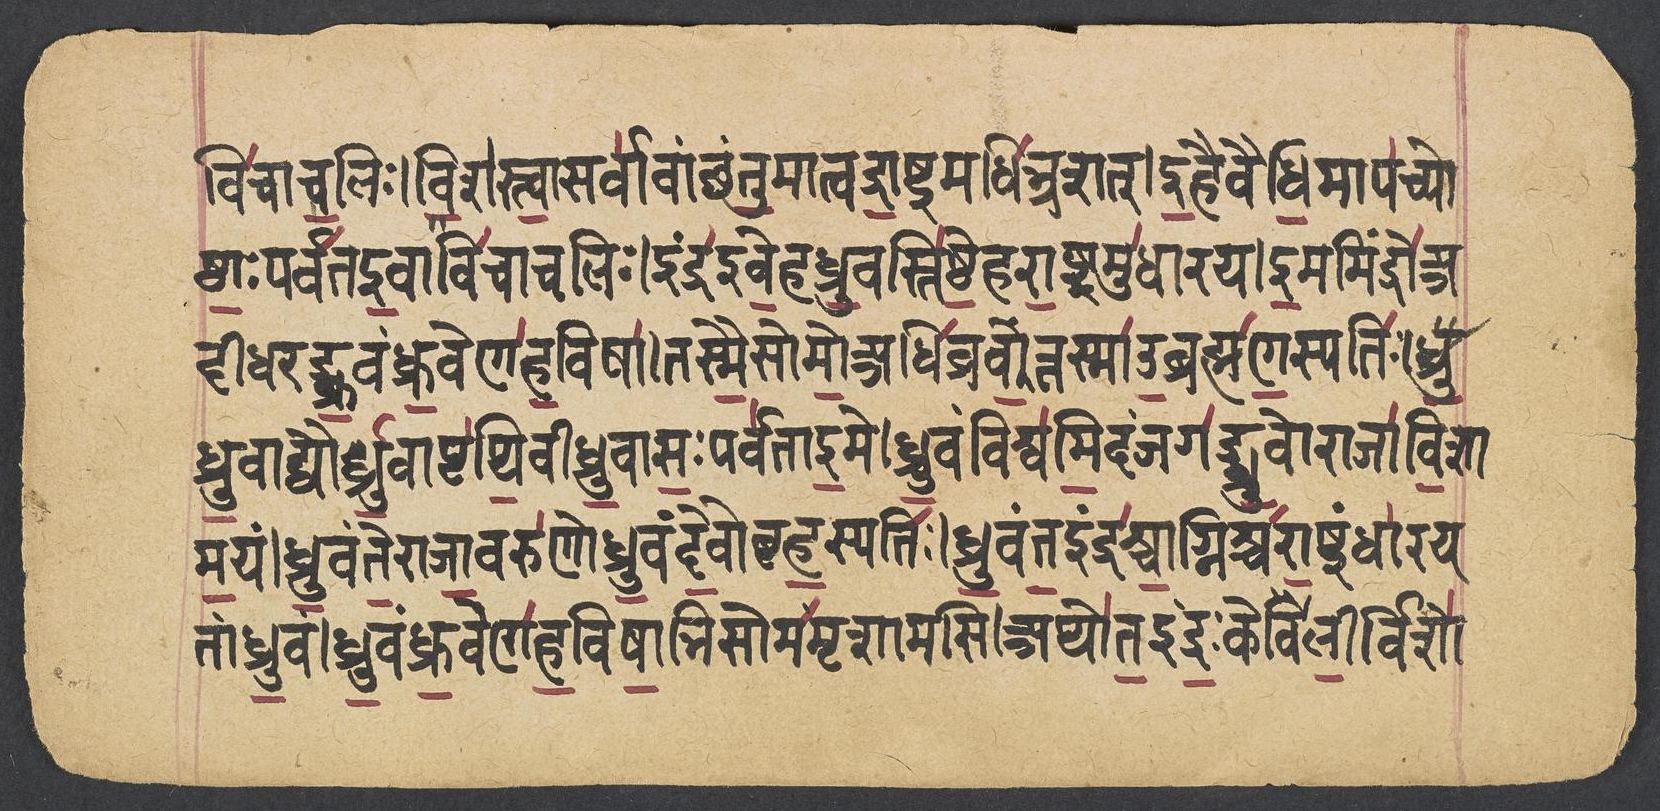 विचाचलिः।विशस्त्वासर्वावांछंतुमात्वद्राष्ट्रमधिभ्रशत्।इहैवैधिमापच्यो
ष्ठाः पर्वतइवाविचाचलिः।इंद्रइवेहध्रुवस्तिष्ठेहराष्ट्रमुधारय।इममिंद्रोअ
दीधरद्ध्रुवंध्रुवेणहविषा।तस्मैसोमोअधिब्रवत्तस्माउब्रह्मणस्पतिः।ध्रु
ध्रुवाद्यौर्ध्रुवापृथिवीध्रुवासः पर्वताइमे।ध्रुवंविश्वमिदंजगद्ध्रुवोराजाविशा
मयं।ध्रुवंतेराजावरुणोध्रुवंदेवोबृहस्पतिः।ध्रुवंतइंद्रश्चाग्निश्चराष्ट्रंधारय
तांध्रुवं।ध्रुवंध्रुवेणहविषाभिसोमंमृशामसि।अथोतइंद्रः केवलीर्विशो